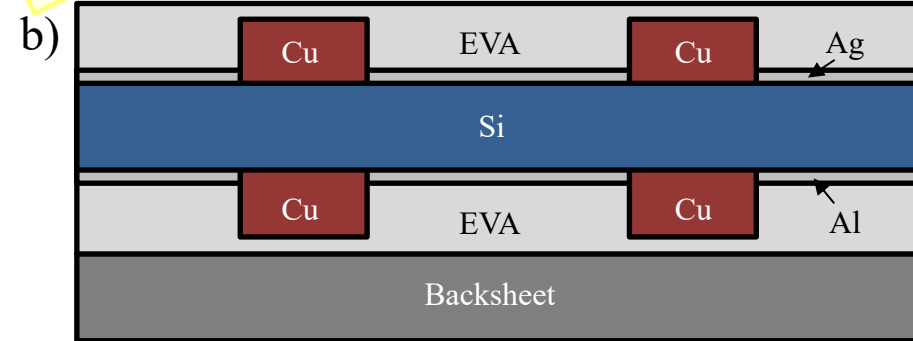 b)
Cu EVA Cu Ag
Si
Cu EVA Cu Al
Backsheet